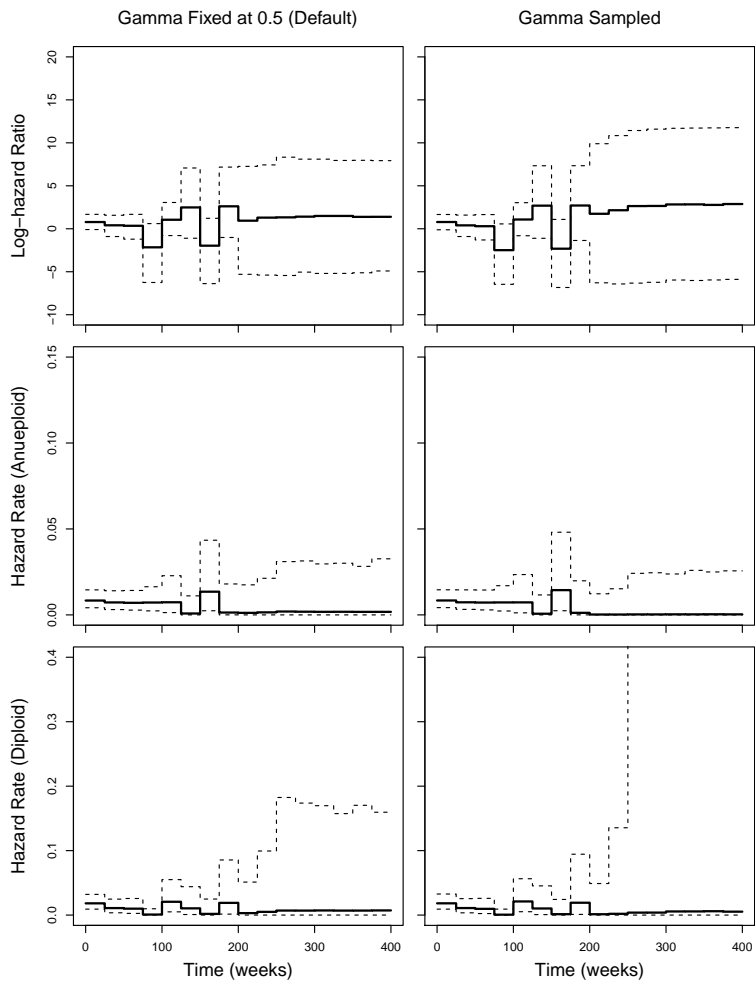 Gamma Fixed at 0.5 (Default)
Gamma Sampled
Log−hazard Ratio
20
15
10
5
0
−5
−10
Hazard Rate (Anueploid)
0.15
0.10
0.05
0.00
Hazard Rate (Diploid)
0.4
0.3
0.2
0.1
0.0
0 100 200 300 400
0 100 200 300 400
Time (weeks)
Time (weeks)